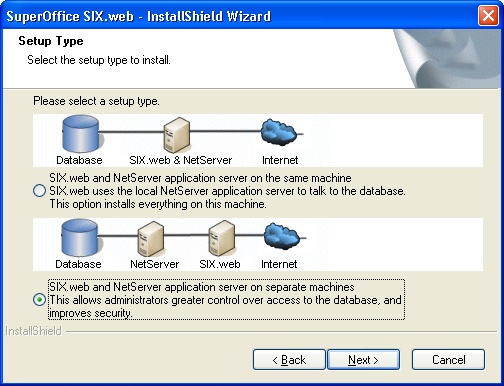 SuperOffice SIX.web - InstallShield Wizard
Setup Type
Select the setup type to install.
Please select a setup type.
Database SIX.web & NetServer Internet
SIX.web and NetServer application server on the same machine
SIX.web uses the local NetServer application server to talk to the database.
This option installs everything on this machine.
Database NetServer SIX.web Internet
SIX.web and NetServer application server on separate machines
This allows administrators greater control over access to the database, and
improves security.
InstallShield
< Back Next > Cancel